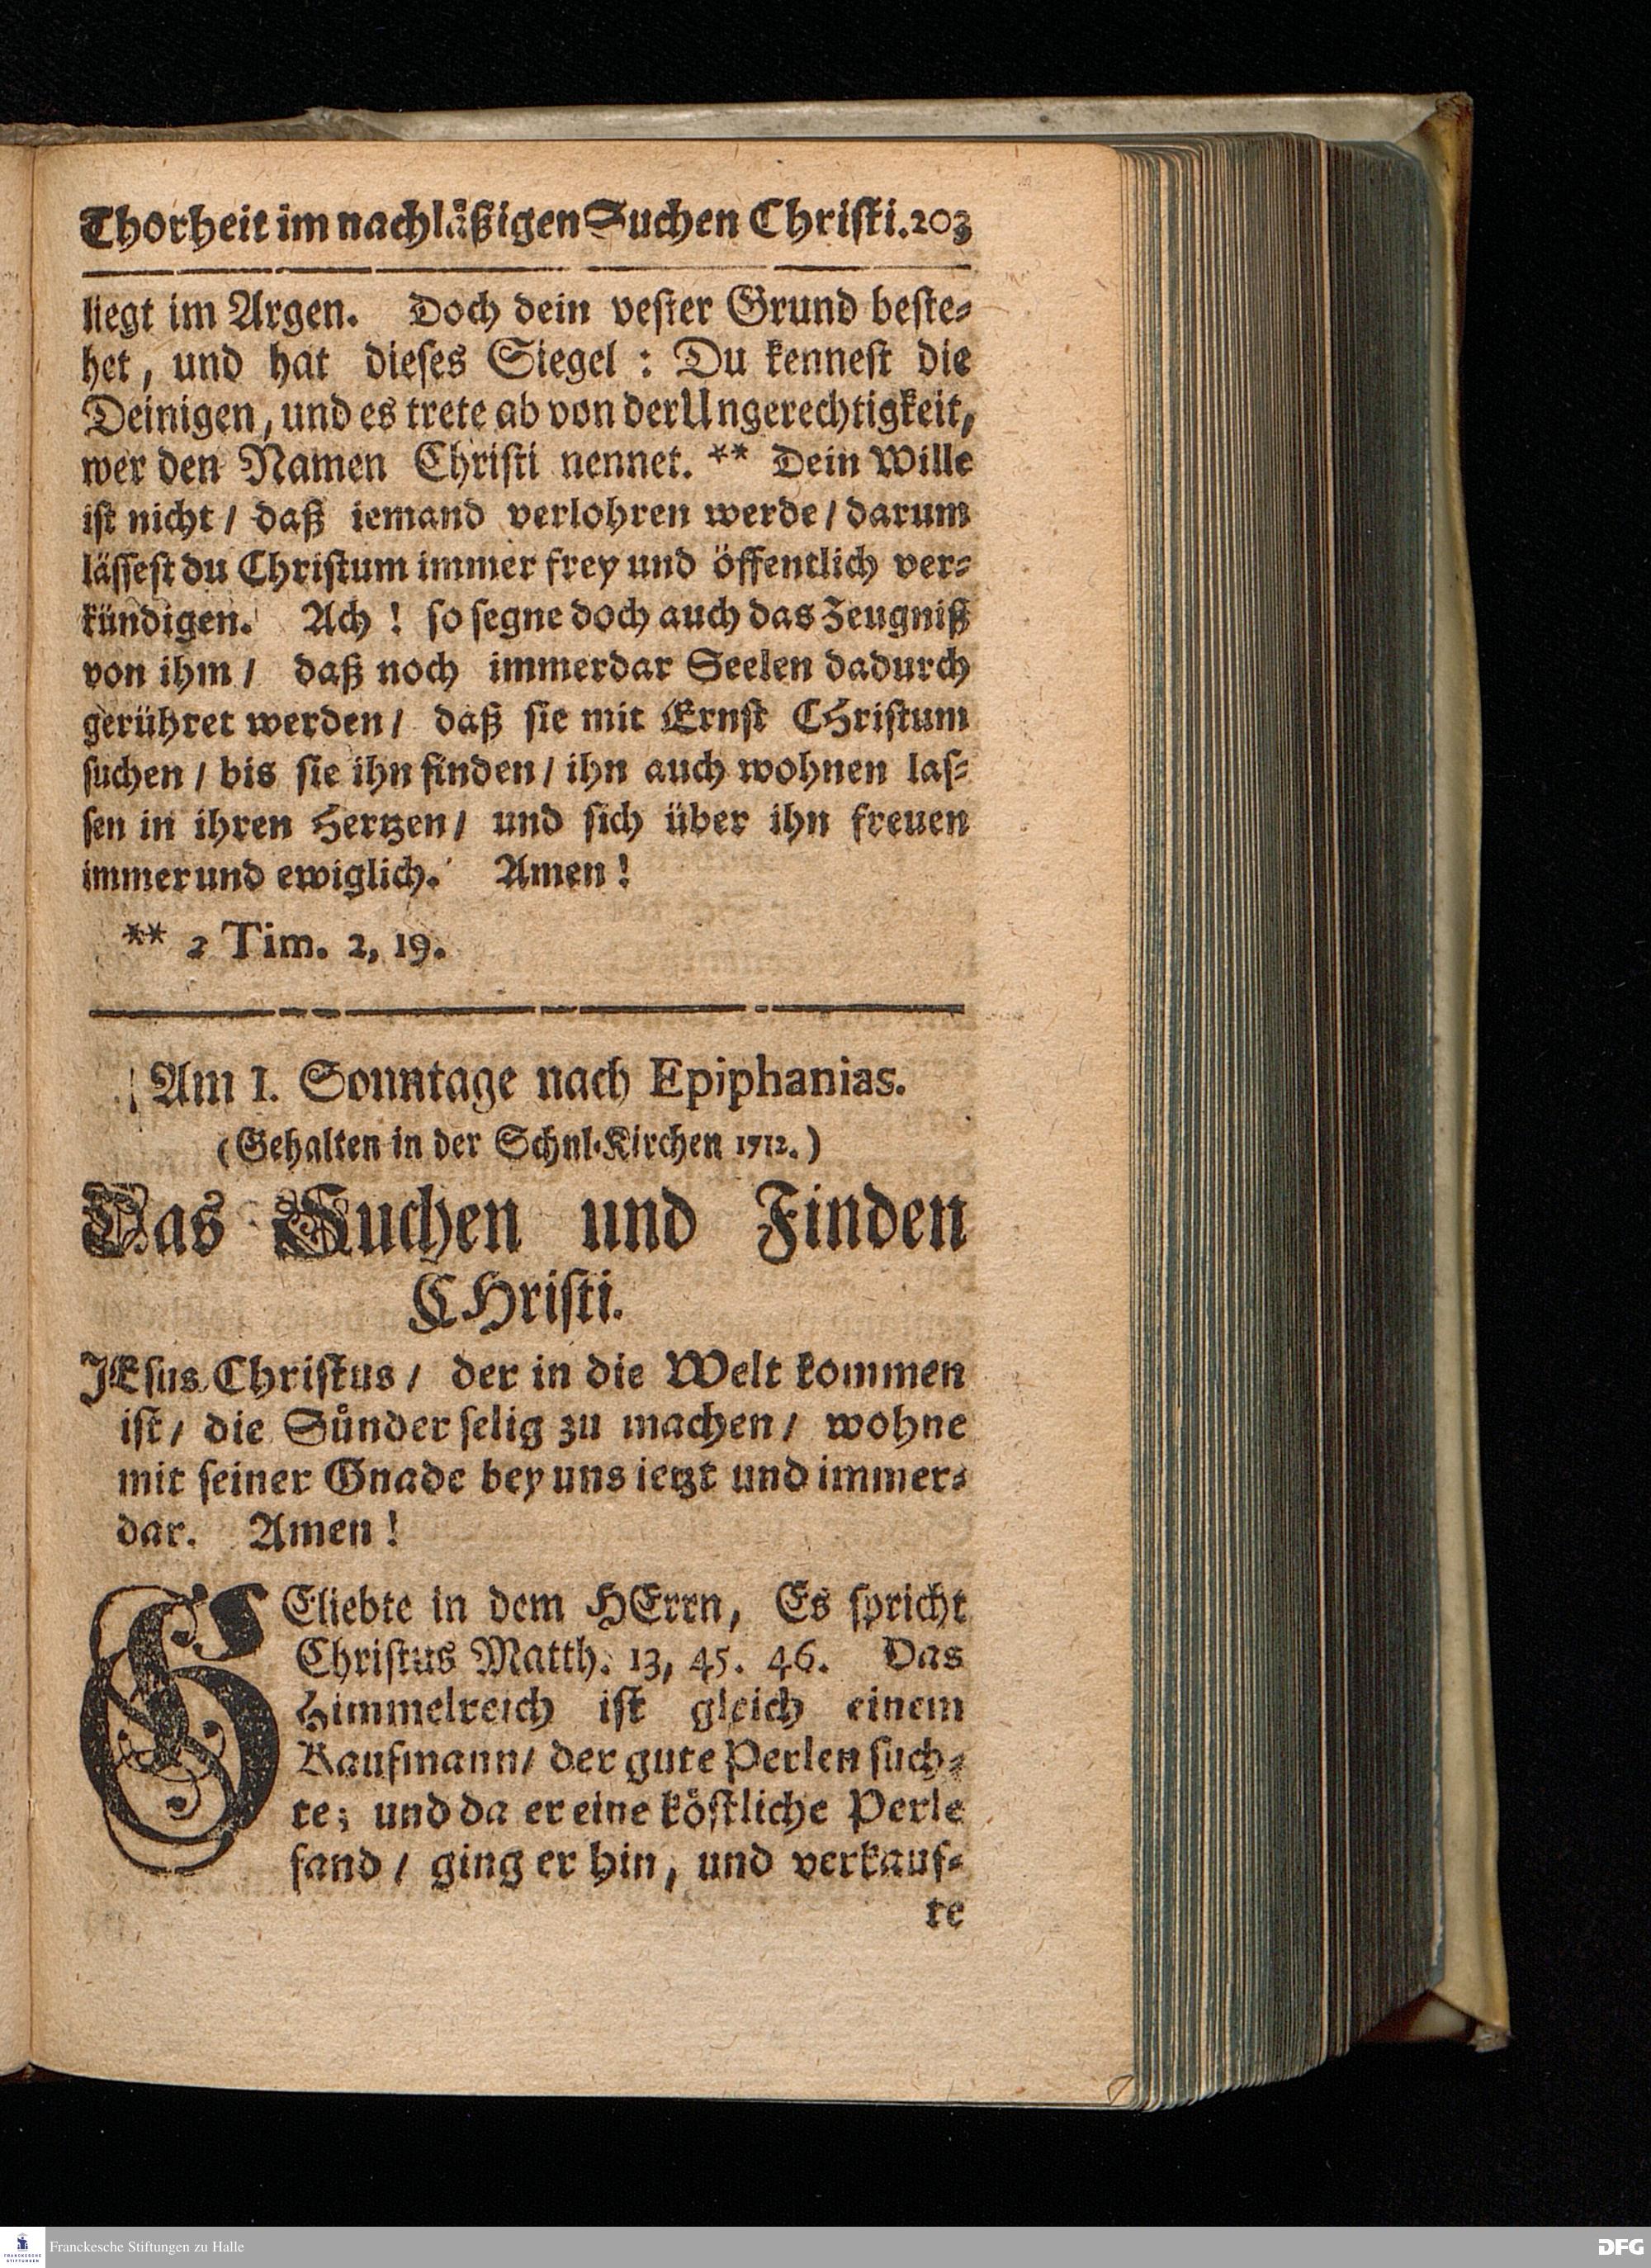 Thorheit im nachläßigen Suchen Christi. 203
liegt im Argen. Doch dein vester Grund beste-
het, und hat dieses Siegel : Du kennest die
Deinigen, und es trete ab von der Ungerechtigkeit,
wer den Namen Christi nennet. ** Dein Wille
ist nicht / daß iemand verlohren werde / darum
lässest du Christum immer frey und öffentlich ver-
kündigen. Ach ! so segne doch auch das Zeugniß
von ihm / daß noch immerdar Seelen dadurch
gerühret werden / daß sie mit Ernst CHristum
suchen / bis sie ihn finden / ihn auch wohnen las-
sen in ihren Hertzen / und sich über ihn freuen
immer und ewiglich. Amen !
** 2 Tim. 2, 19.
Am I. Sonntage nach Epiphanias.
(Gehalten in der Schul-Kirchen 1712.)
Das Suchen und Finden
CHristi.
JEsus Christus / der in die Welt kommen
ist / die Sünder selig zu machen / wohne
mit seiner Gnade bey uns ietzt und immer-
dar. Amen !
GEliebte in dem HErrn, Es spricht
Christus Matth. 13, 45. 46. Das
Himmelreich ist gleich einem
Kaufmann / der gute Perlen such-
te; und da er eine köstliche Perle
fand / ging er hin, und verkauf-
te
FRANCKESCHE STIFTUNGEN
Franckesche Stiftungen zu Halle
DFG